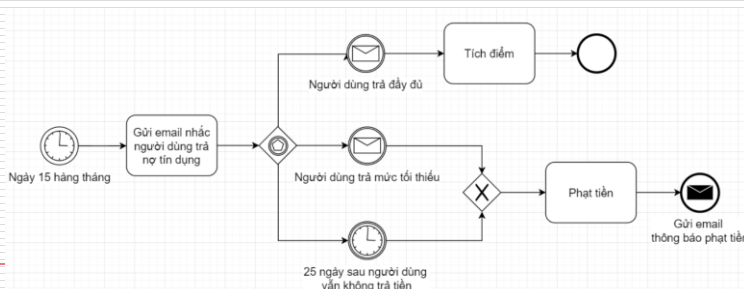 Ngày 15 hàng tháng
Gửi email nhắc
người dùng trả
nợ tín dụng
Người dùng trả đầy đủ
Tích điểm
Người dùng trả mức tối thiểu
25 ngày sau người dùng
vẫn không trả tiền
X
Phạt tiền
Gửi email
thông báo phạt tiền